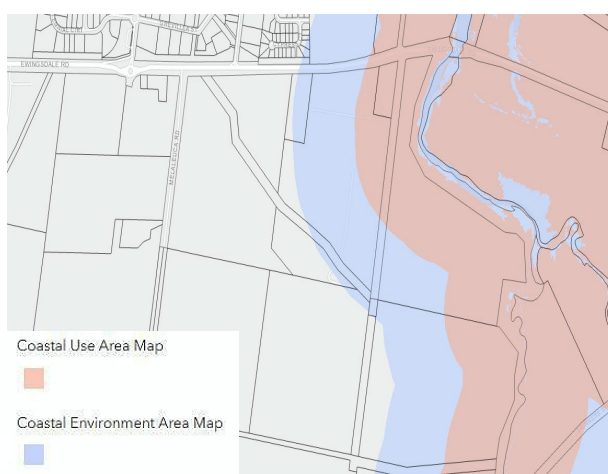 EWINGSDALE RD
MELALEUCA RD
Coastal Use Area Map
Coastal Environment Area Map